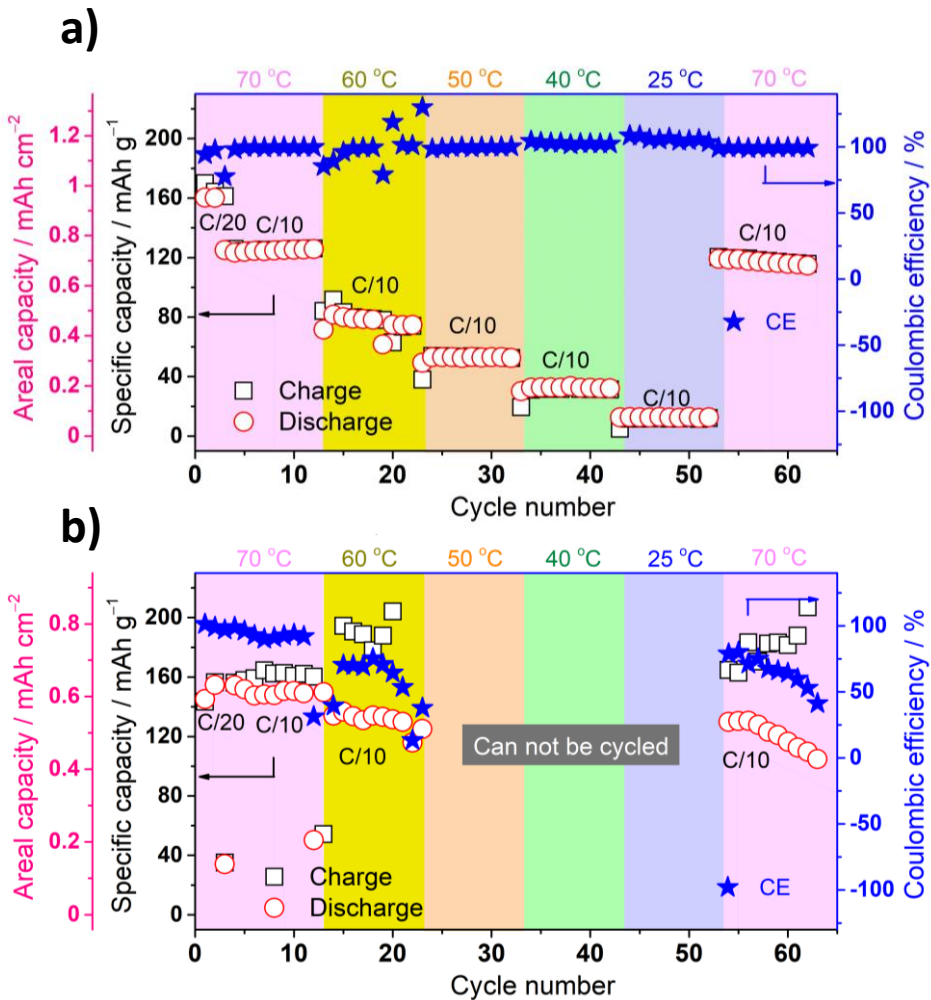 a)
70 °C 60 °C 50 °C 40 °C 25 °C 70 °C
Areal capacity / mAh cm⁻²
0 0.2 0.4 0.6 0.8 1 1.2
Specific capacity / mAh g⁻¹
0 40 80 120 160 200
C/20 C/10 C/10 C/10 C/10 C/10 C/10
Charge
Discharge
CE
Coulombic efficiency / %
100 50 0 -50 -100
0 10 20 30 40 50 60
Cycle number
b)
70 °C 60 °C 50 °C 40 °C 25 °C 70 °C
Areal capacity / mAh cm⁻²
0 0.2 0.4 0.6 0.8
Specific capacity / mAh g⁻¹
0 40 80 120 160 200
C/20 C/10 C/10 C/10
Can not be cycled
Charge
Discharge
CE
Coulombic efficiency / %
100 50 0 -50 -100
0 10 20 30 40 50 60
Cycle number